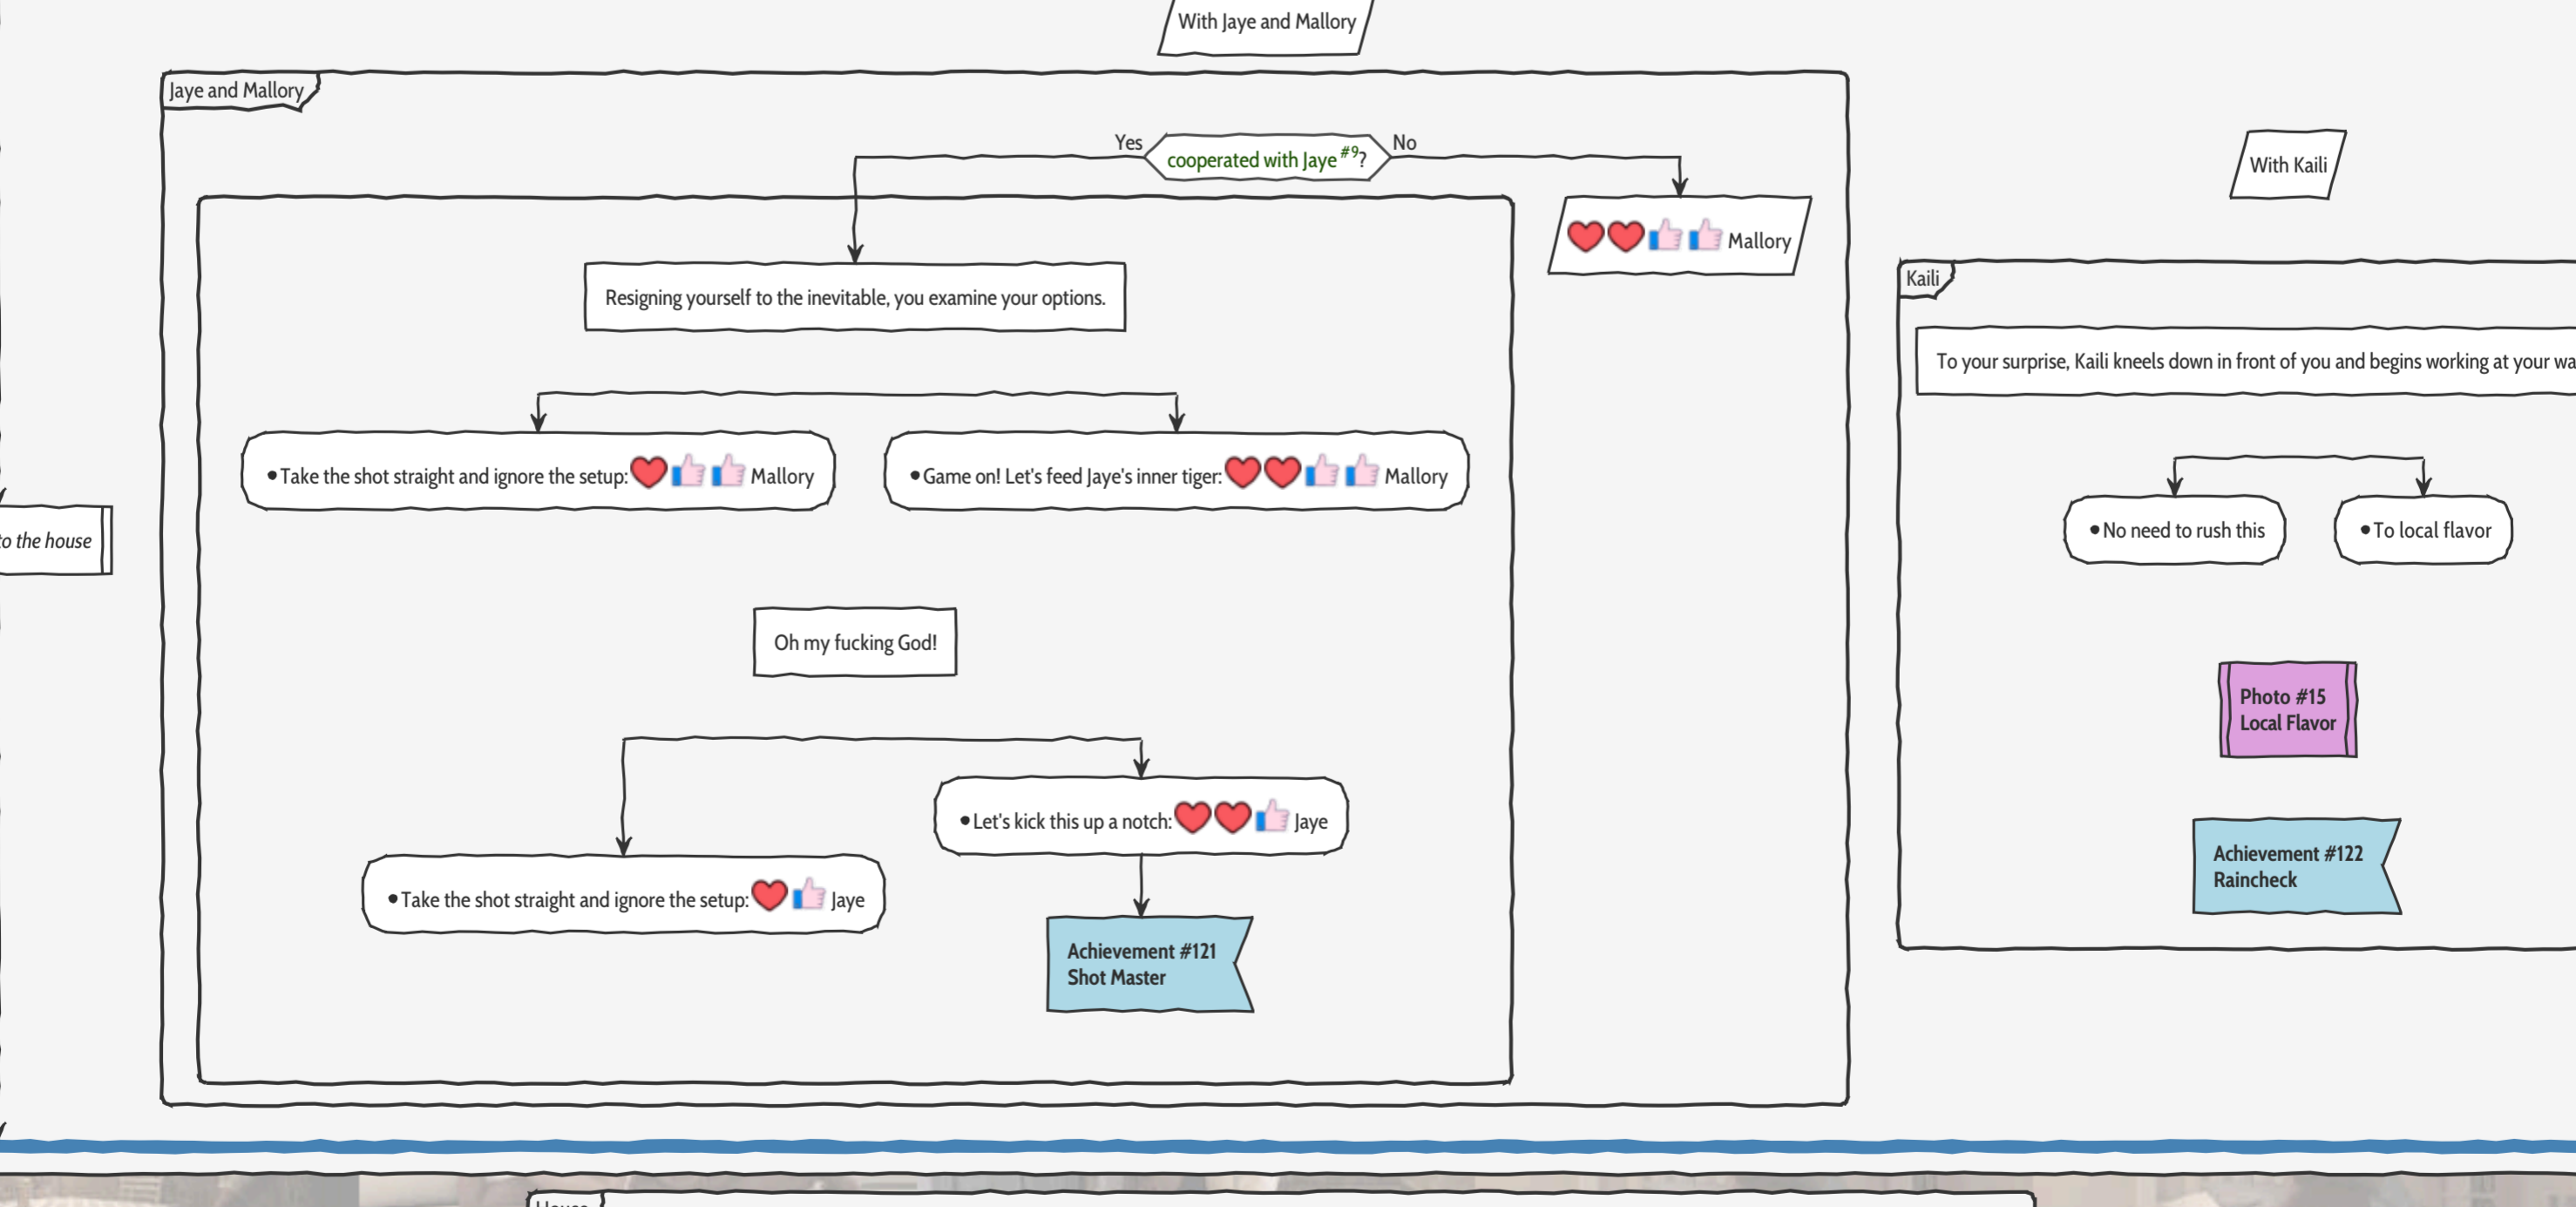 With Jaye and Mallory
Jaye and Mallory
Yes
cooperated with Jaye #9?
No
Mallory
Resigning yourself to the inevitable, you examine your options.
•Take the shot straight and ignore the setup: Mallory
•Game on! Let's feed Jaye's inner tiger: Mallory
to the house
Oh my fucking God!
•Let's kick this up a notch: Jaye
•Take the shot straight and ignore the setup: Jaye
Achievement #121
Shot Master
With Kaili
Kaili
To your surprise, Kaili kneels down in front of you and begins working at your wa
•No need to rush this
•To local flavor
Photo #15
Local Flavor
Achievement #122
Raincheck